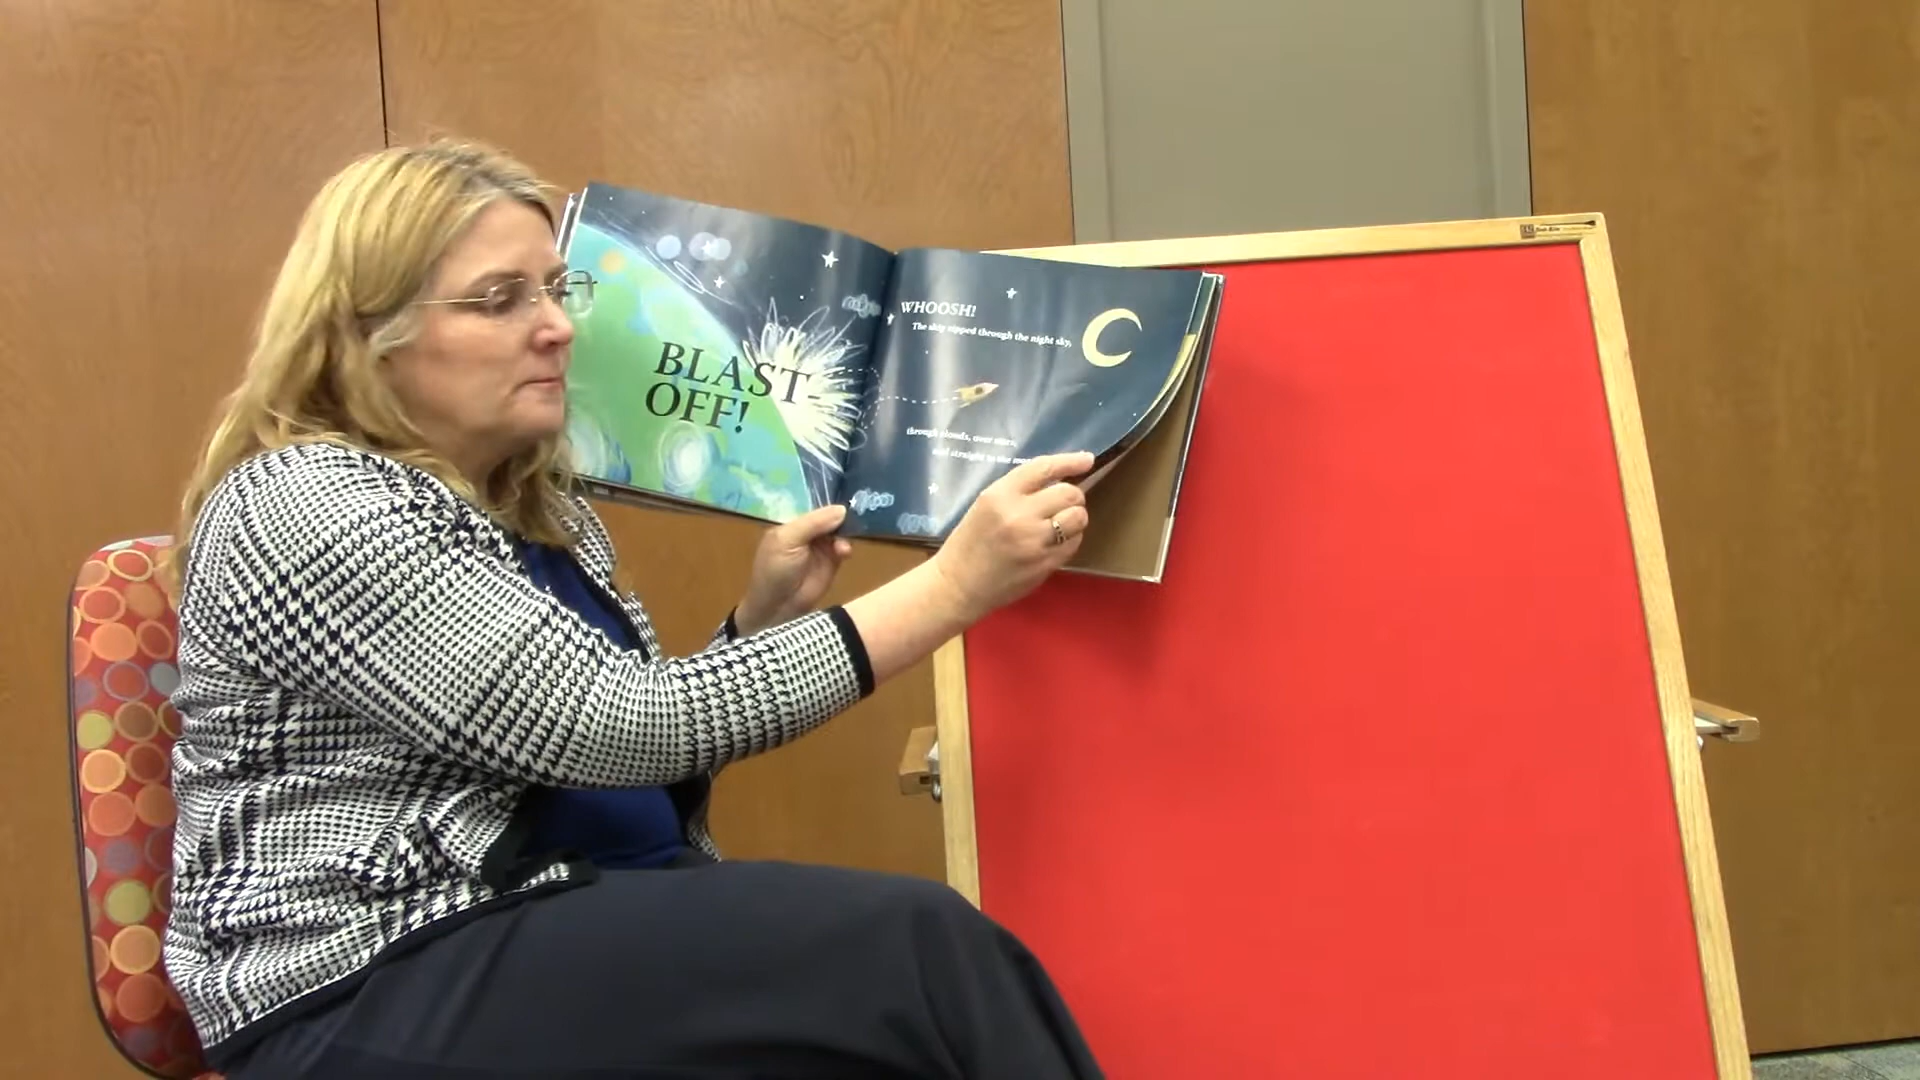 BLAST-
OFF!
WHOOSH!
The ship zipped through the night sky,
through clouds, over stars,
and straight to the